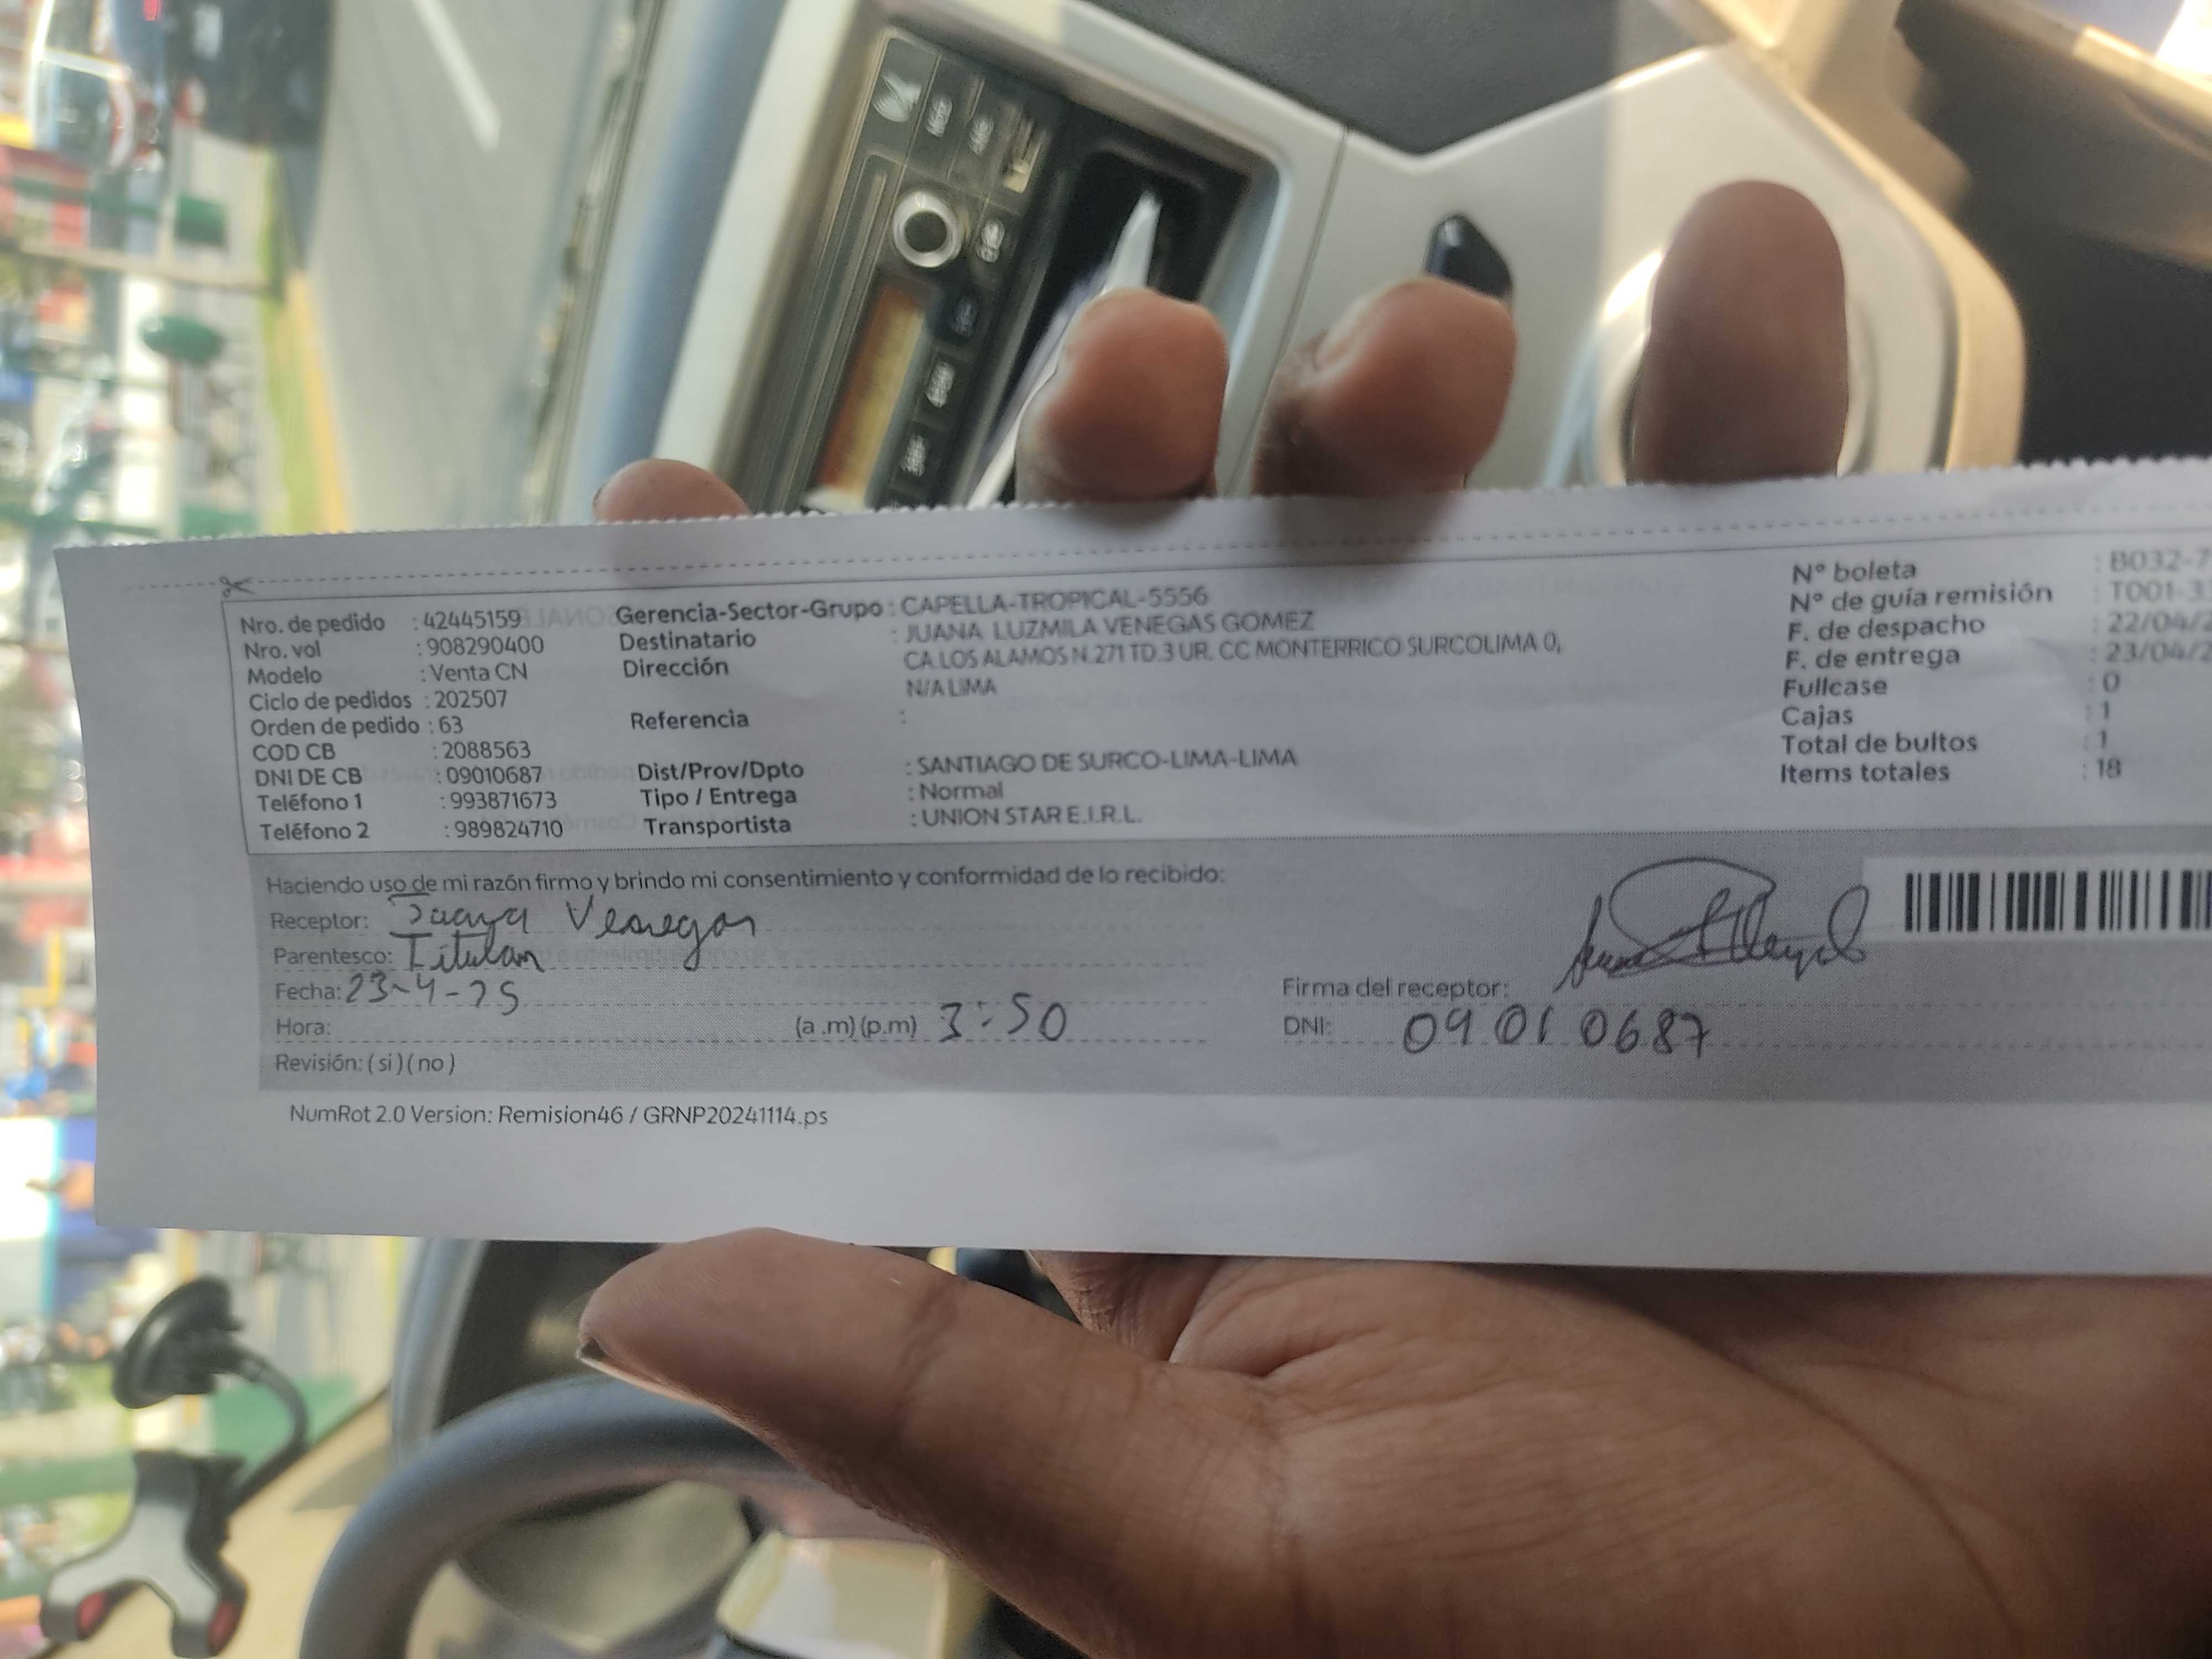 Nro. de pedido : 42445159
Nro. vol : 908290400
Modelo : Venta CN
Ciclo de pedidos : 202507
Orden de pedido : 63
COD CB : 2088563
DNI DE CB : 09010687
Teléfono 1 : 993871673
Teléfono 2 : 989824710
Gerencia-Sector-Grupo : CAPELLA-TROPICAL-5556
Destinatario : JUANA LUZMILA VENEGAS GOMEZ
Dirección CA.LOS ALAMOS N.271 TD.3 UR. CC MONTERRICO SURCOLIMA 0,
N/A LIMA
Referencia :
Dist/Prov/Dpto : SANTIAGO DE SURCO-LIMA-LIMA
Tipo / Entrega : Normal
Transportista : UNION STAR E.I.R.L.
N° boleta : B032-7
N° de guía remisión : T001-3
F. de despacho : 22/04/2
F. de entrega : 23/04/2
Fullcase : 0
Cajas : 1
Total de bultos : 1
Items totales : 18
Haciendo uso de mi razón firmo y brindo mi consentimiento y conformidad de lo recibido:
Receptor: Juana Venegas
Parentesco: Titular
Fecha: 23-4-25
Hora: (a .m) (p.m) 3:50
Revisión: ( si ) ( no )
Firma del receptor:
DNI: 09010687
NumRot 2.0 Version: Remision46 / GRNP20241114.ps